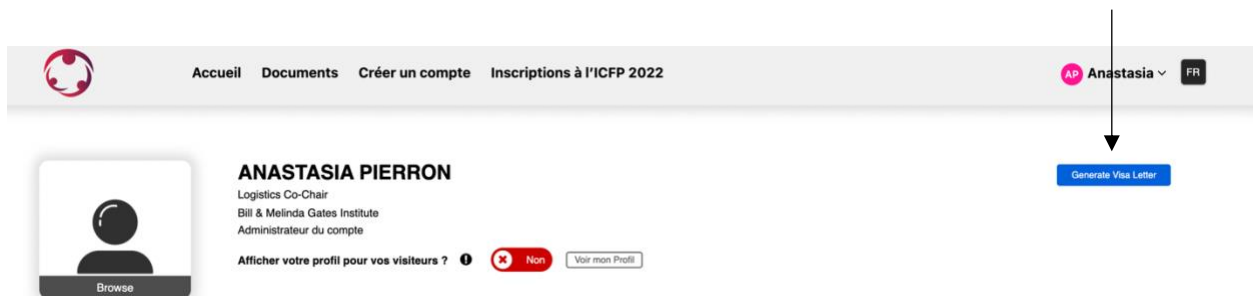 Accueil Documents Créer un compte Inscriptions à l'ICFP 2022 AP Anastasia FR
ANASTASIA PIERRON
Generate Visa Letter
Logistics Co-Chair
Bill & Melinda Gates Institute
Administrateur du compte
Afficher votre profil pour vos visiteurs ? Non Voir mon Profil
Browse